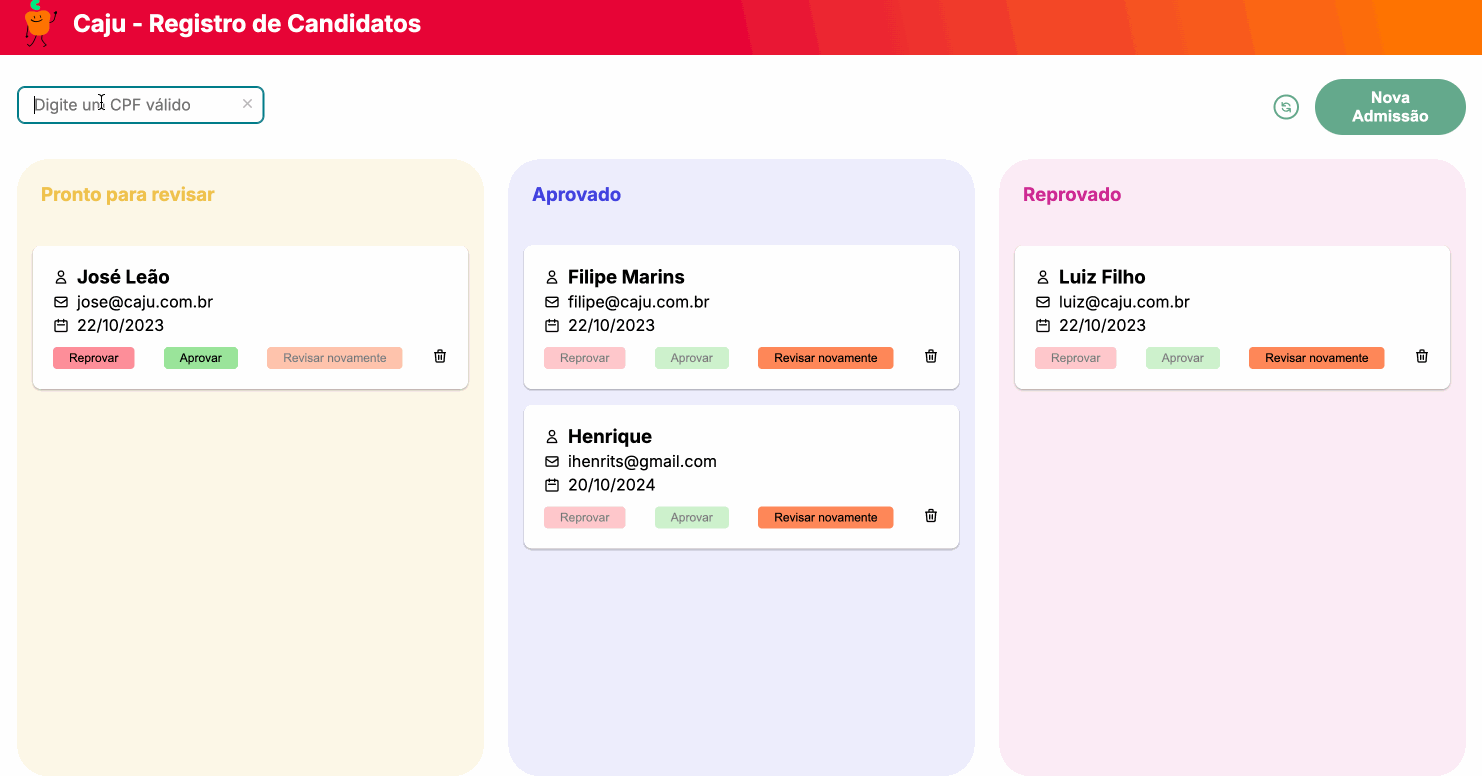 Caju - Registro de Candidatos
Digite um CPF válido
Nova
Admissão
Pronto para revisar
José Leão
jose@caju.com.br
22/10/2023
Reprovar Aprovar Revisar novamente
Aprovado
Filipe Marins
filipe@caju.com.br
22/10/2023
Reprovar Aprovar Revisar novamente
Henrique
ihenrits@gmail.com
20/10/2024
Reprovar Aprovar Revisar novamente
Reprovado
Luiz Filho
luiz@caju.com.br
22/10/2023
Reprovar Aprovar Revisar novamente